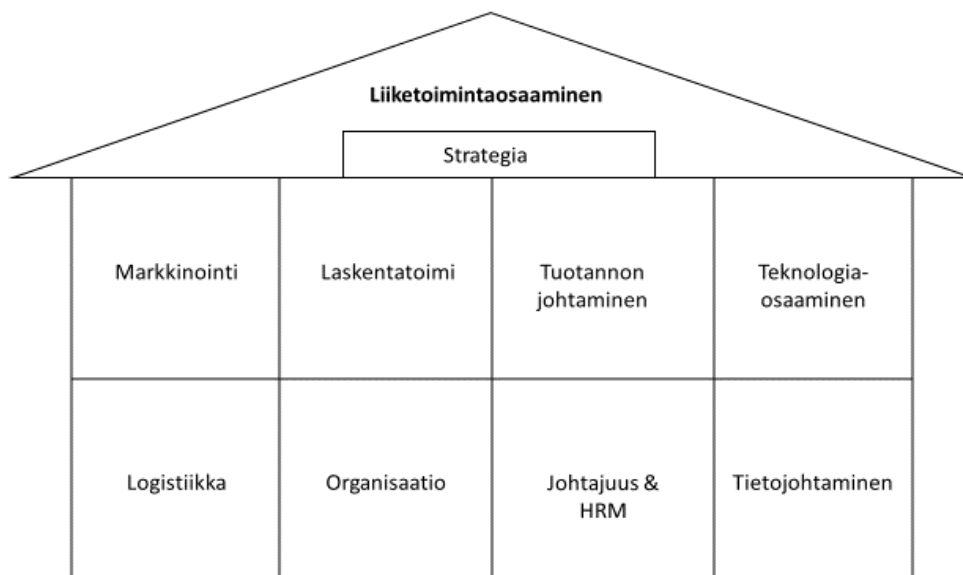 Liiketoimintaosaaminen
Strategia
Markkinointi
Laskentatoimi
Tuotannon
johtaminen
Teknologia-
osaaminen
Logistiikka
Organisaatio
Johtajuus &
HRM
Tietojohtaminen